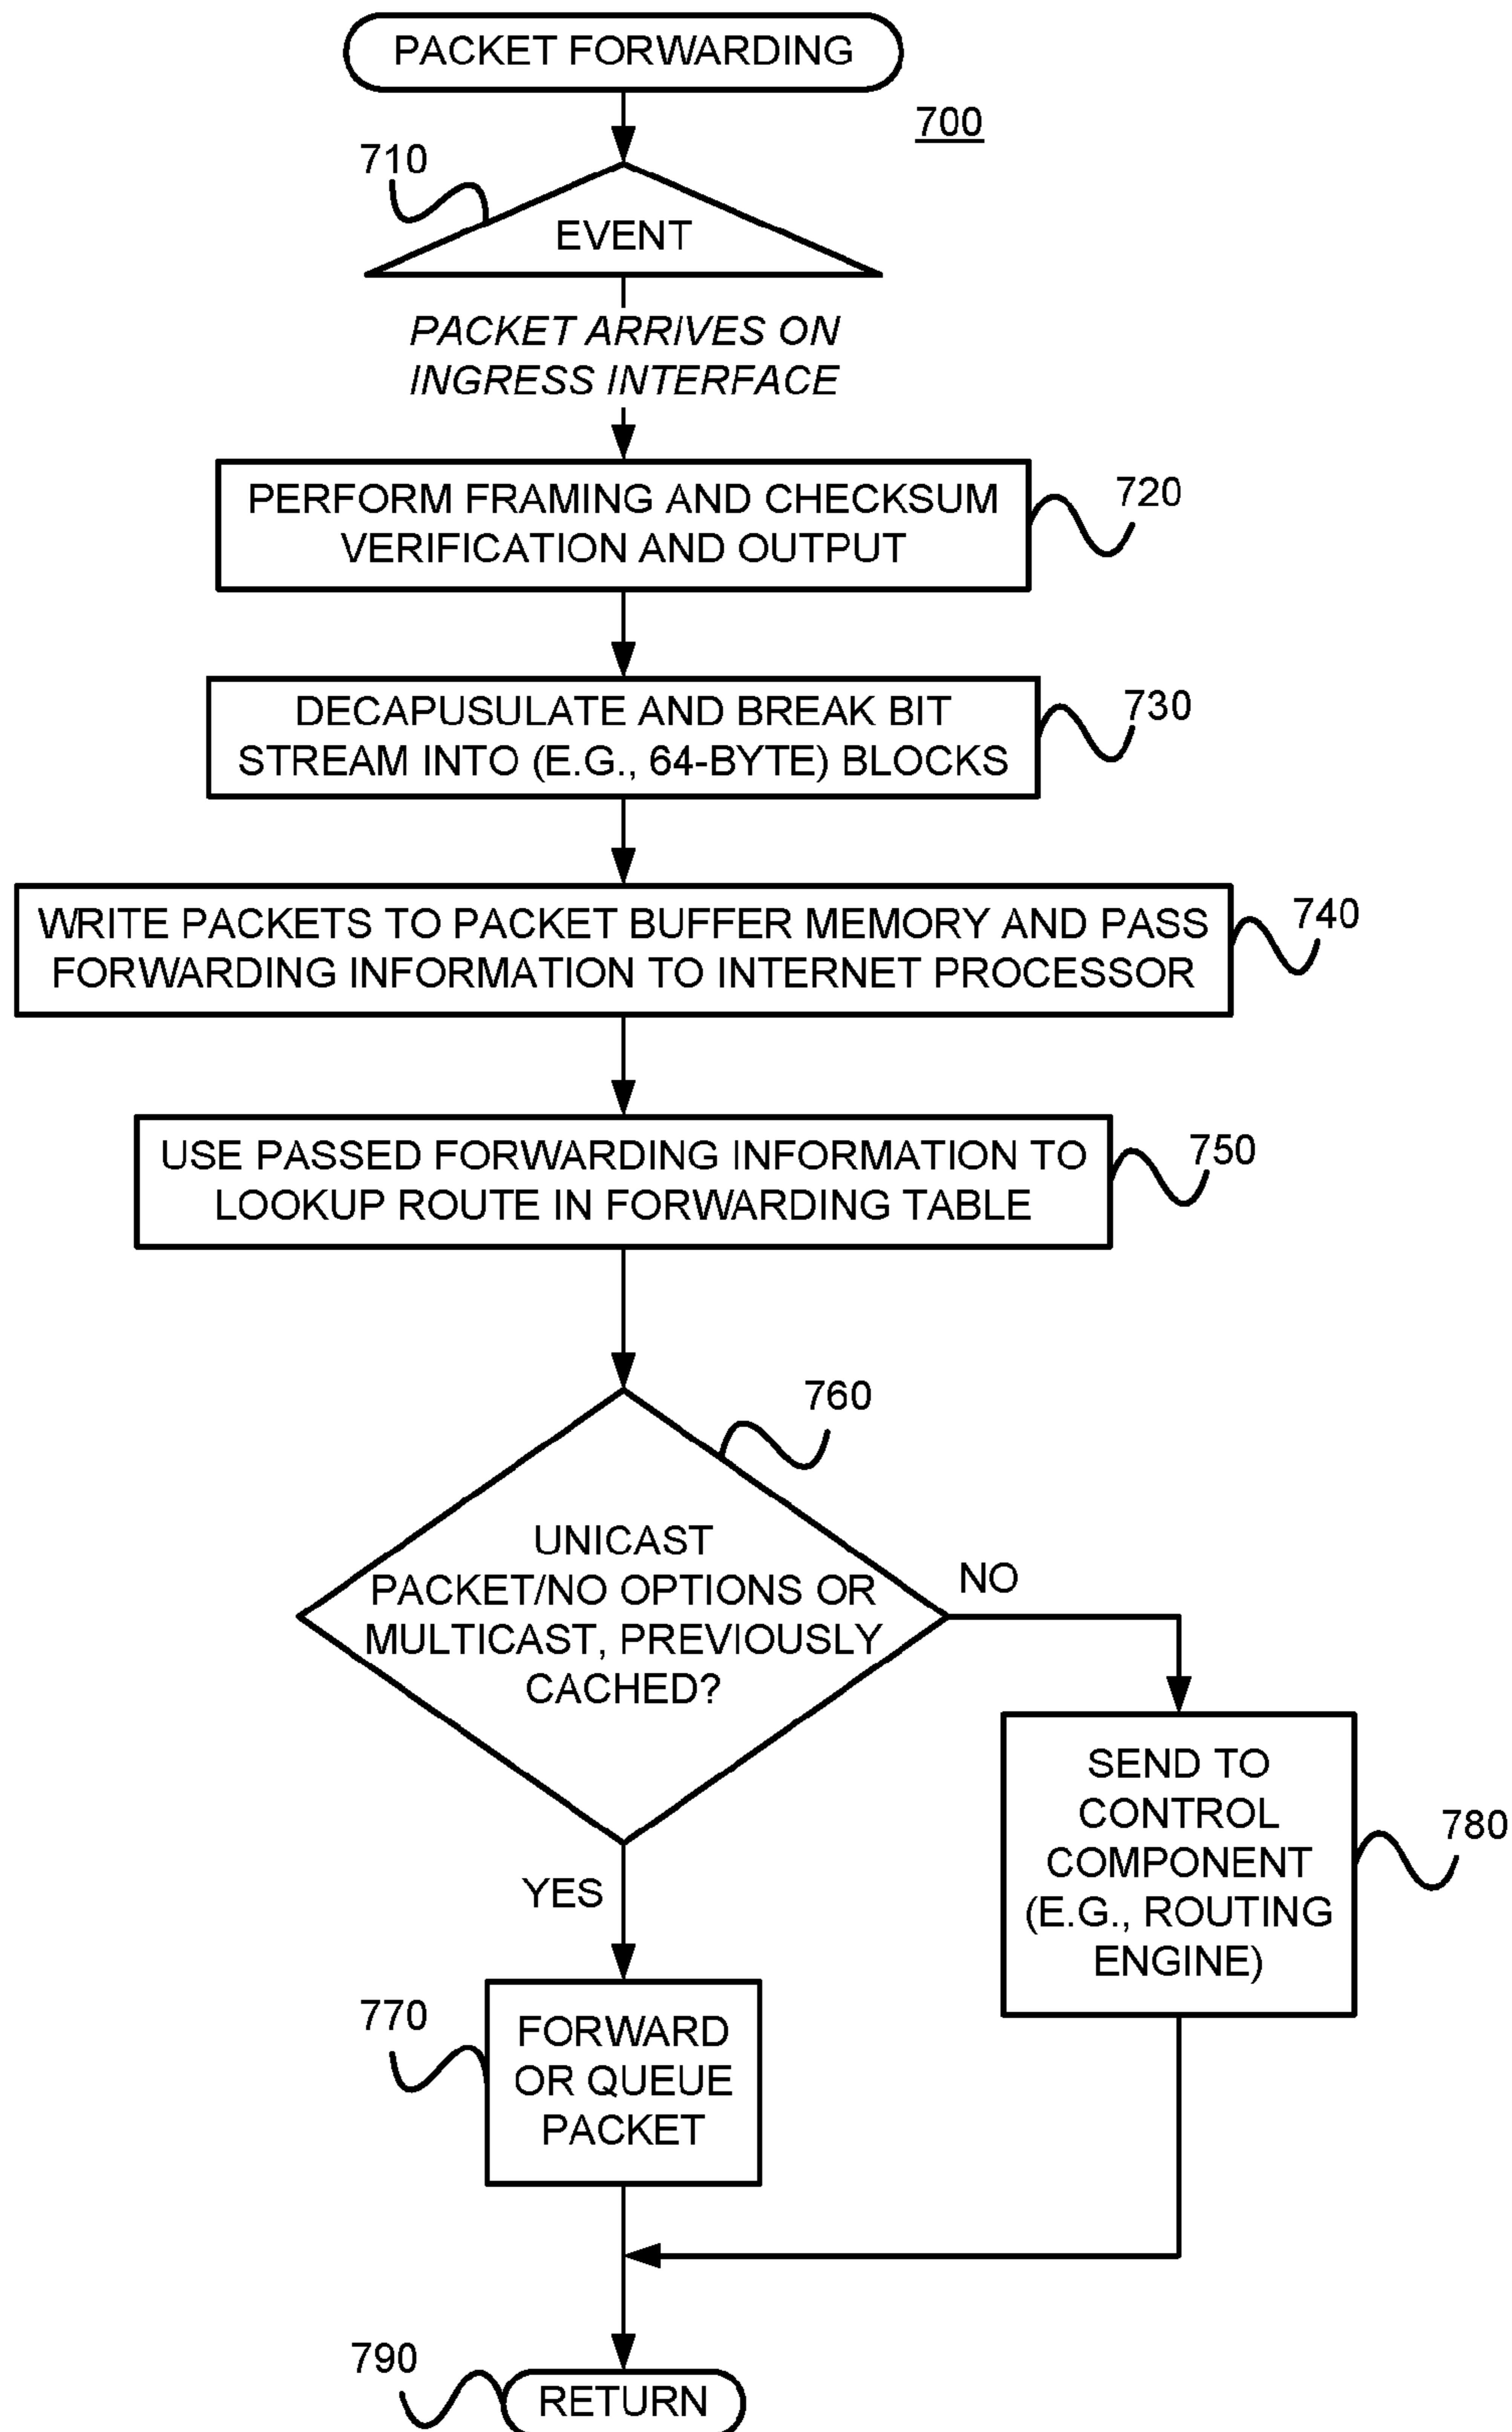 PACKET FORWARDING
700
710
EVENT
PACKET ARRIVES ON
INGRESS INTERFACE
PERFORM FRAMING AND CHECKSUM
VERIFICATION AND OUTPUT
720
DECAPUSULATE AND BREAK BIT
STREAM INTO (E.G., 64-BYTE) BLOCKS
730
WRITE PACKETS TO PACKET BUFFER MEMORY AND PASS
FORWARDING INFORMATION TO INTERNET PROCESSOR
740
USE PASSED FORWARDING INFORMATION TO
LOOKUP ROUTE IN FORWARDING TABLE
750
760
UNICAST
PACKET/NO OPTIONS OR
MULTICAST, PREVIOUSLY
CACHED?
NO
YES
SEND TO
CONTROL
COMPONENT
(E.G., ROUTING
ENGINE)
780
770
FORWARD
OR QUEUE
PACKET
790
RETURN